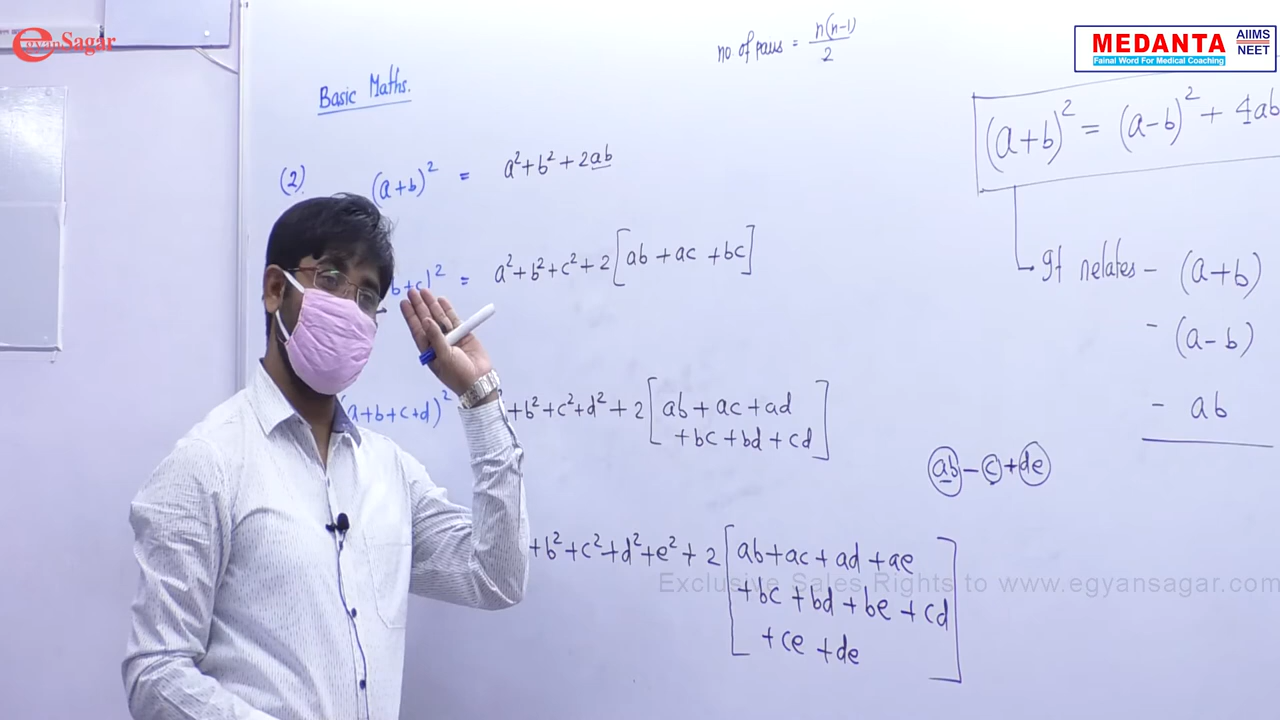 egyanSagar
MEDANTA AIIMS NEET
Fainal Word For Medical Coaching
no of pairs = n(n-1)/2
Basic Maths.
(a+b)² = (a-b)² + 4ab
(2) (a+b)² = a²+b²+2ab
b+c)² = a²+b²+c²+2[ab+ac+bc]
It relates - (a+b)
- (a-b)
- ab
(a+b+c+d)² ²+b²+c²+d²+2[ab+ac+ad
+bc+bd+cd]
ab-c+de
+b²+c²+d²+e²+2[ab+ac+ad+ae
+bc+bd+be+cd
+ce+de]
Exclusive Sales Rights to www.egyansagar.com